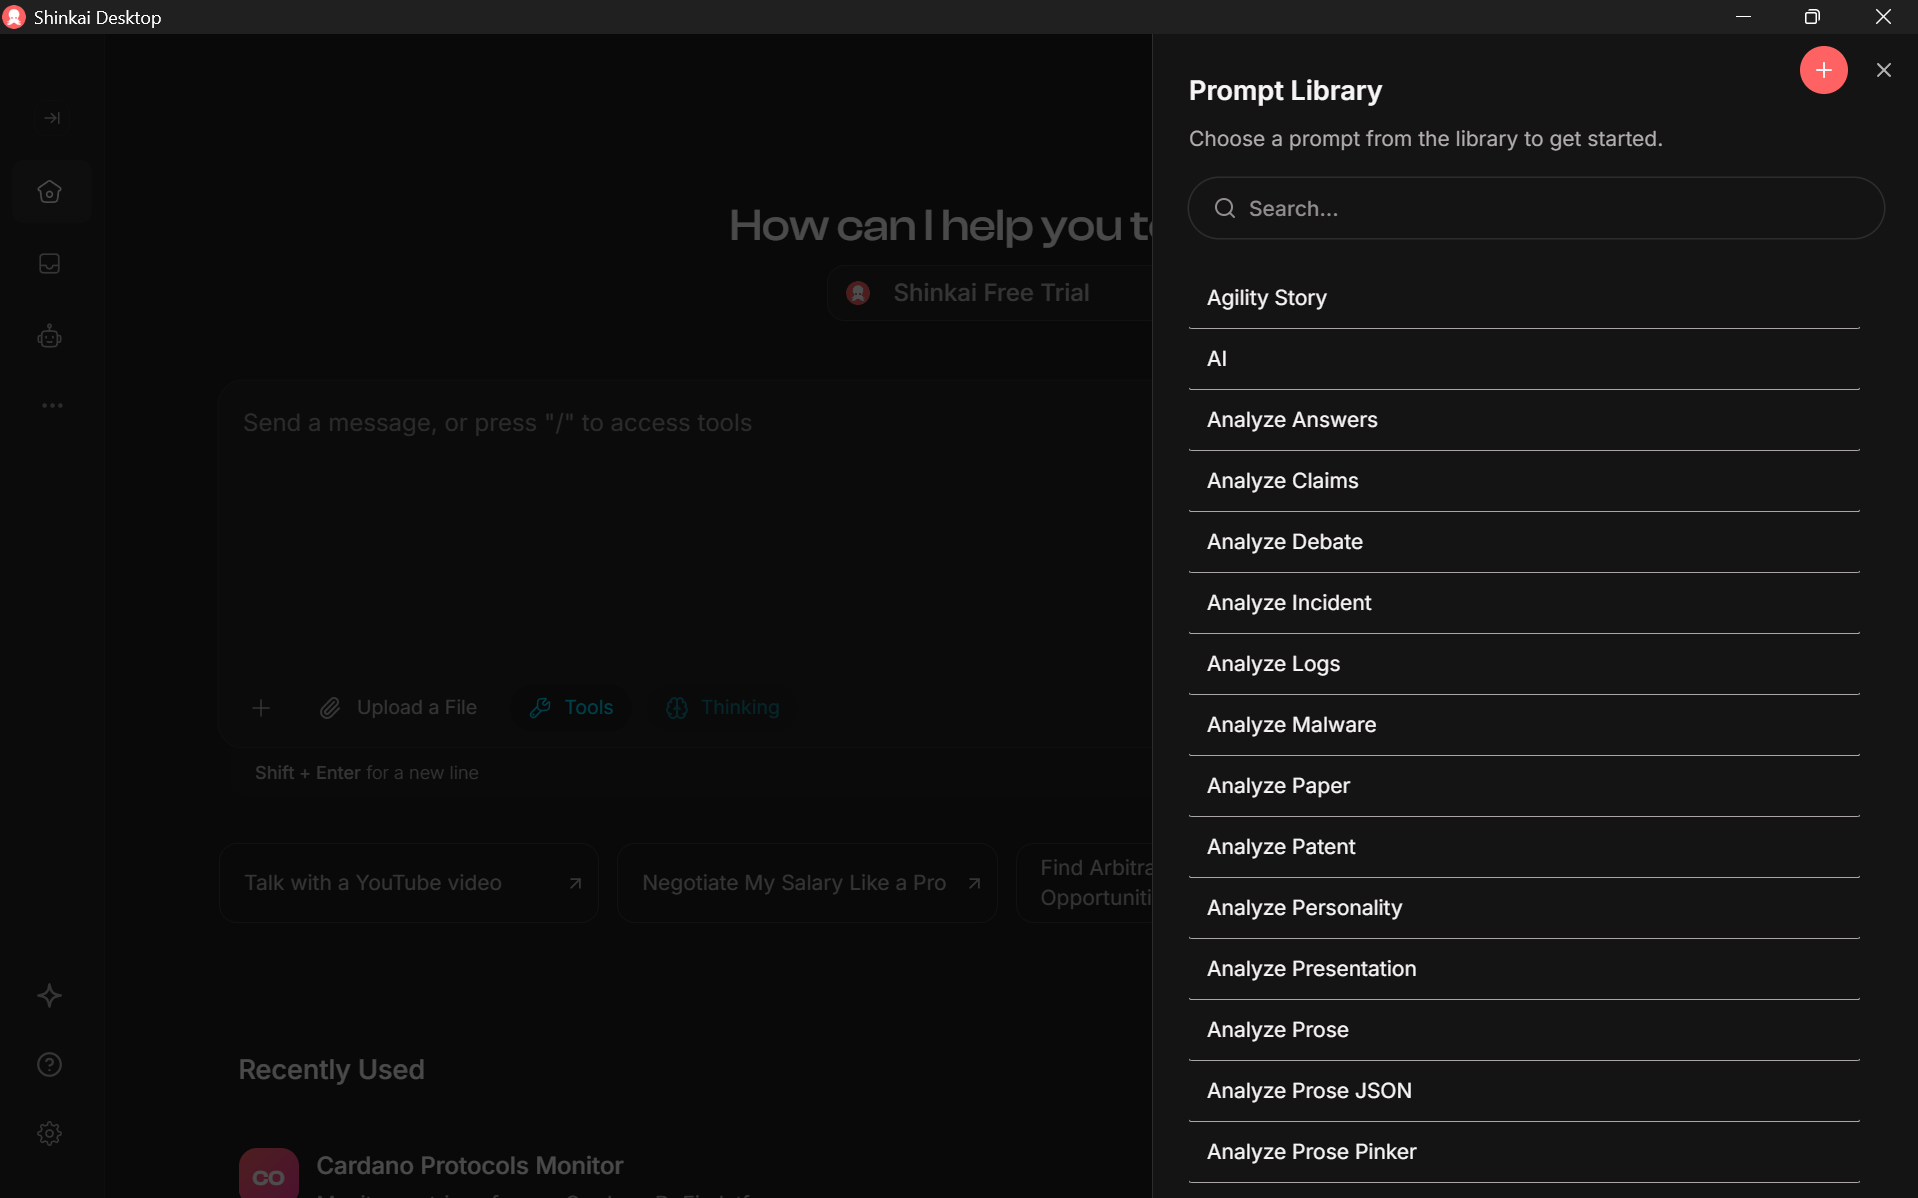 Shinkai Desktop
How can I help you
Shinkai Free Trial
Send a message, or press "/" to access tools
Upload a File
Tools
Thinking
Shift + Enter for a new line
Talk with a YouTube video
Negotiate My Salary Like a Pro
Find
Recently Used
CO
Cardano Protocols Monitor
Prompt Library
Choose a prompt from the library to get started.
Search...
Agility Story
AI
Analyze Answers
Analyze Claims
Analyze Debate
Analyze Incident
Analyze Logs
Analyze Malware
Analyze Paper
Analyze Patent
Analyze Personality
Analyze Presentation
Analyze Prose
Analyze Prose JSON
Analyze Prose Pinker